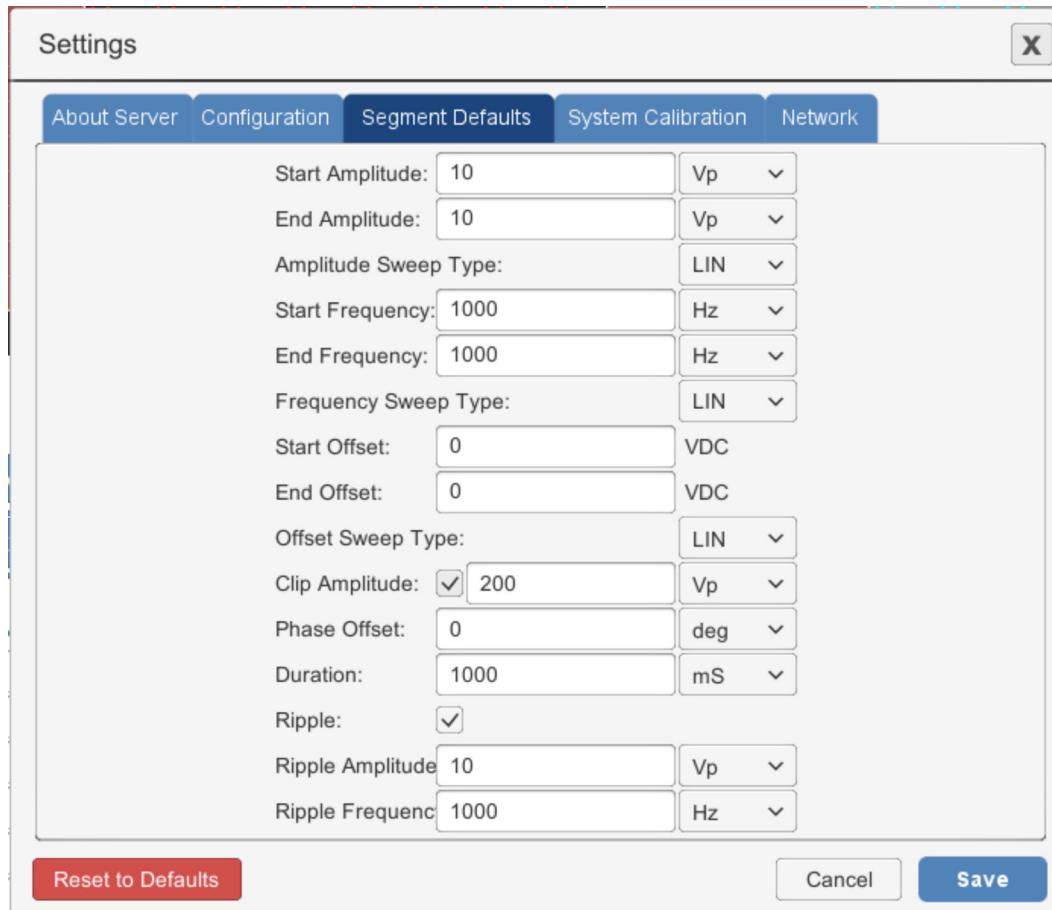 Settings X
About Server Configuration Segment Defaults System Calibration Network
Start Amplitude: 10 Vp
End Amplitude: 10 Vp
Amplitude Sweep Type: LIN
Start Frequency: 1000 Hz
End Frequency: 1000 Hz
Frequency Sweep Type: LIN
Start Offset: 0 VDC
End Offset: 0 VDC
Offset Sweep Type: LIN
Clip Amplitude: 200 Vp
Phase Offset: 0 deg
Duration: 1000 mS
Ripple:
Ripple Amplitude 10 Vp
Ripple Frequenc 1000 Hz
Reset to Defaults Cancel Save